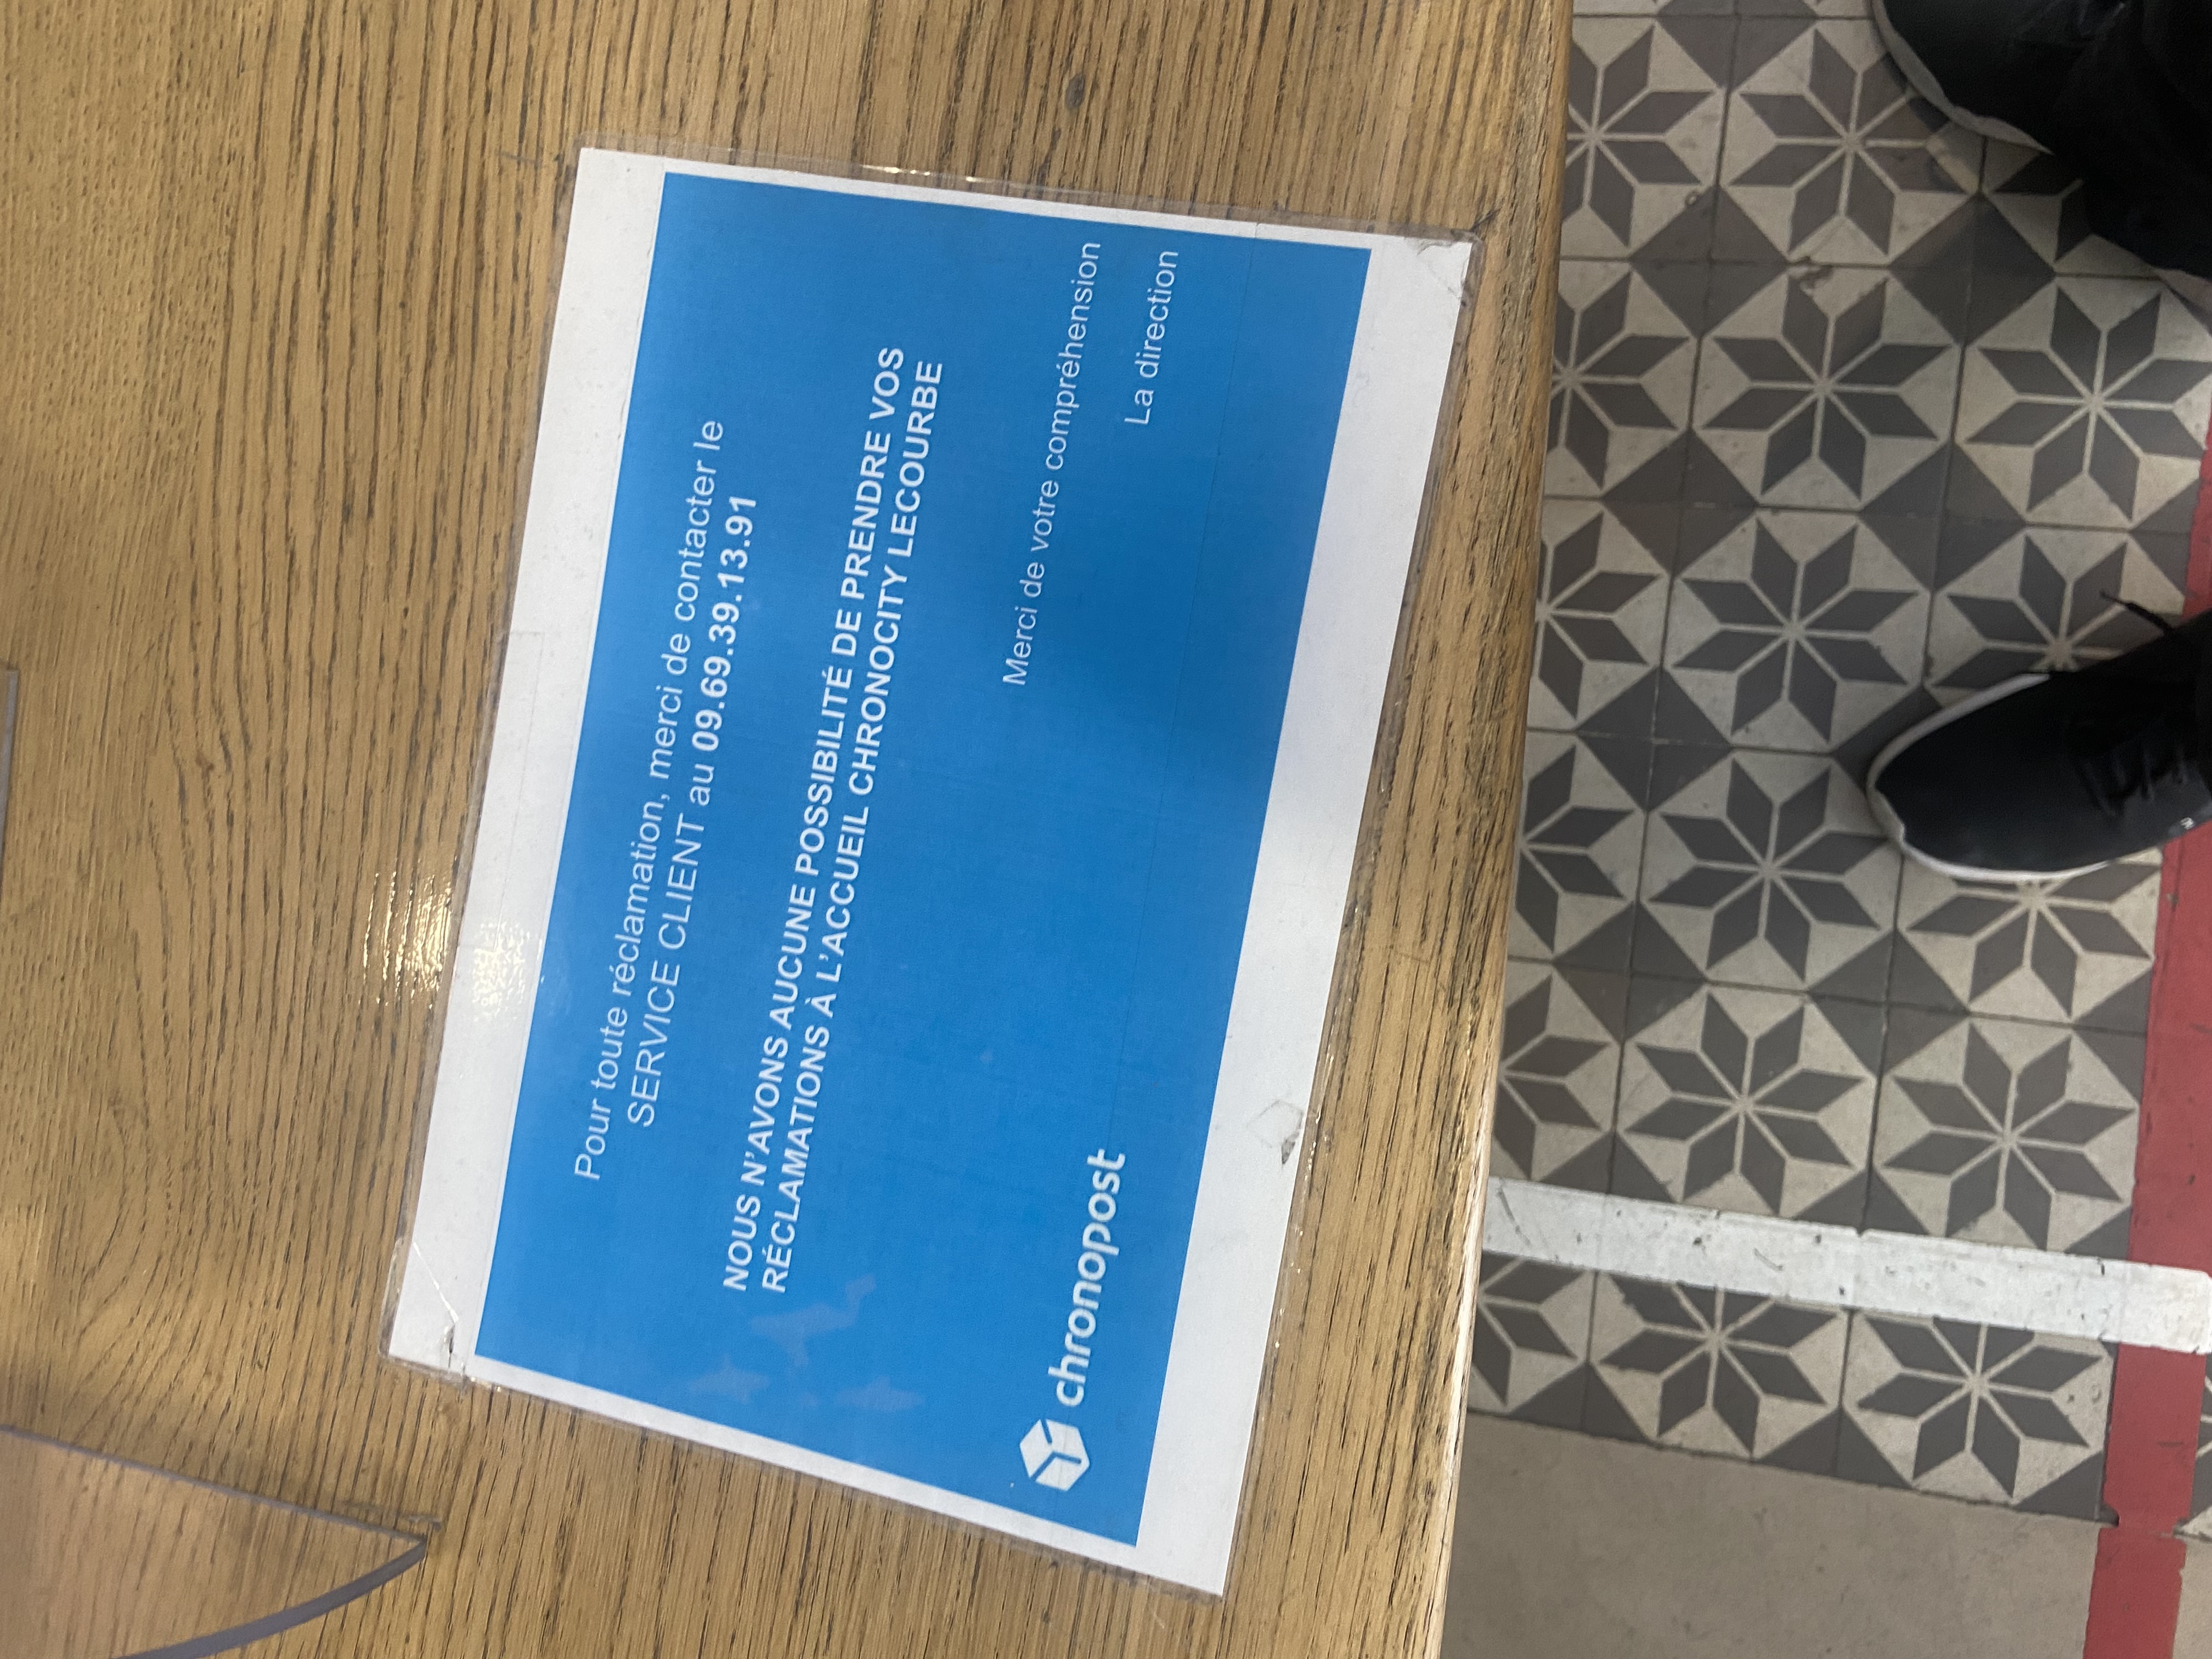 Pour toute réclamation, merci de contacter le
SERVICE CLIENT au 09.69.39.13.91
NOUS N'AVONS AUCUNE POSSIBILITÉ DE PRENDRE VOS
RÉCLAMATIONS À L'ACCUEIL CHRONOCITY LECOURBE
Merci de votre compréhension
La direction
chronopost